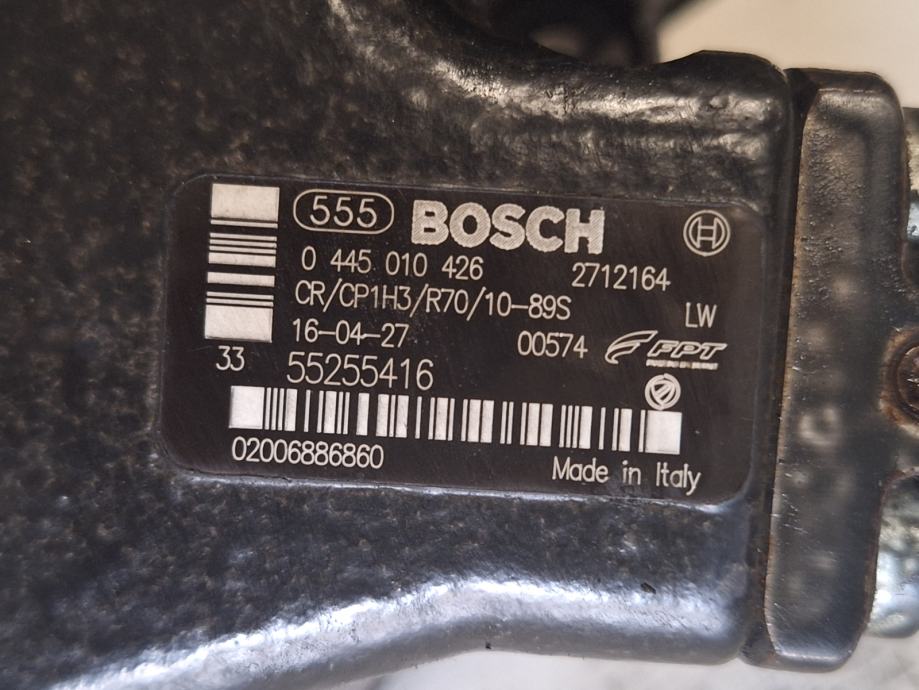 555 BOSCH
0 445 010 426 2712164
CR/CP1H3/R70/10-89S LW
16-04-27 00574 FPT
33 55255416
02006886860 Made in Italy